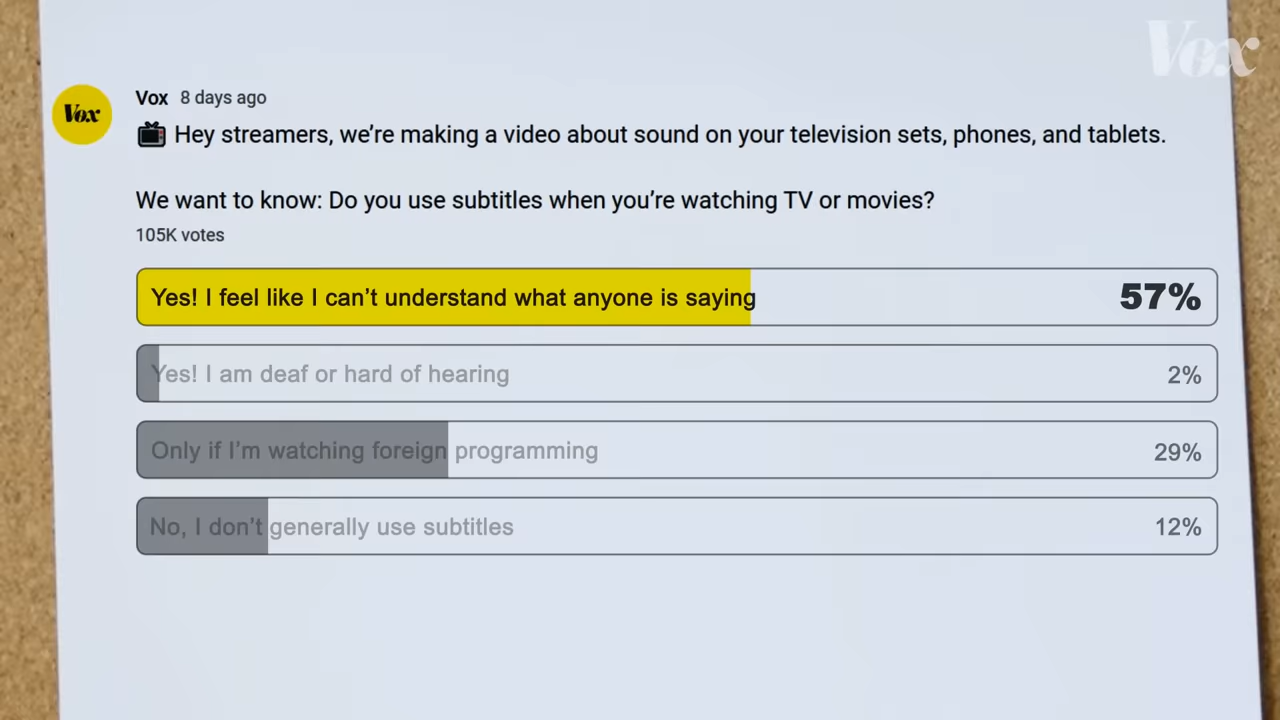 Vox
Vox
Vox 8 days ago
📺 Hey streamers, we're making a video about sound on your television sets, phones, and tablets.
We want to know: Do you use subtitles when you're watching TV or movies?
105K votes
Yes! I feel like I can't understand what anyone is saying 57%
Yes! I am deaf or hard of hearing 2%
Only if I'm watching foreign programming 29%
No, I don't generally use subtitles 12%